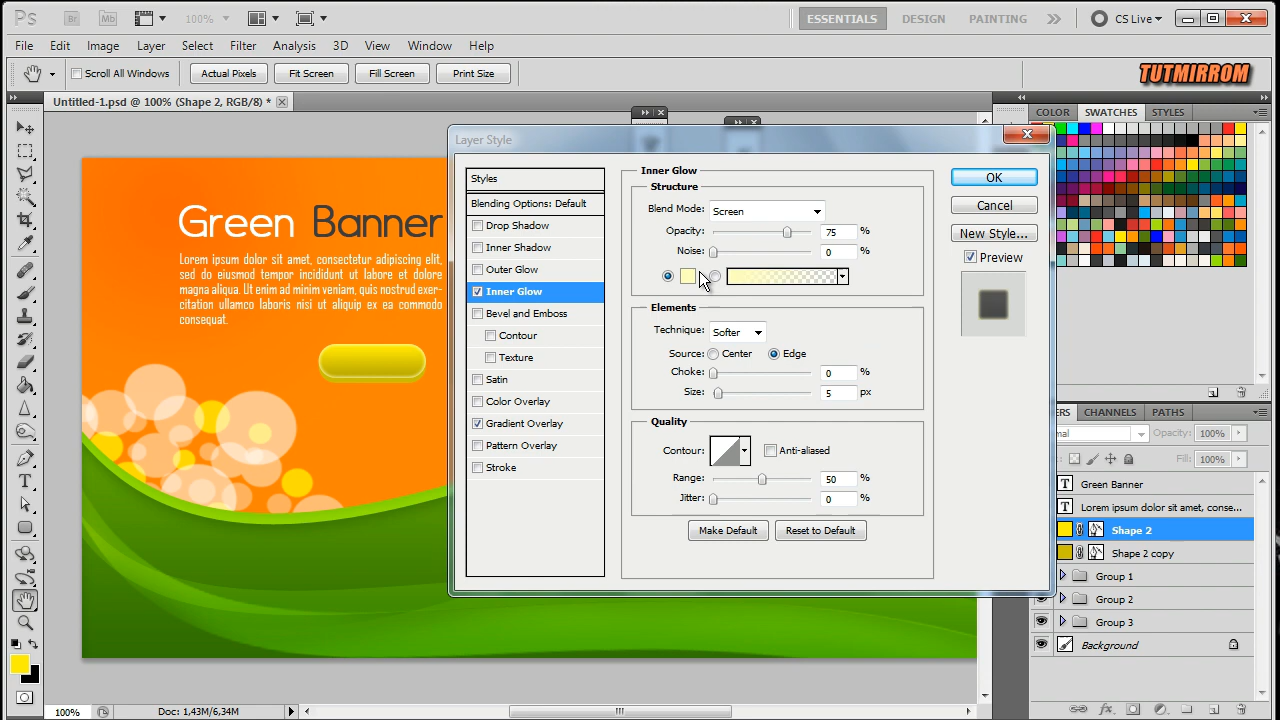 Ps Br Mb 100% ESSENTIALS DESIGN PAINTING CS Live
File Edit Image Layer Select Filter Analysis 3D View Window Help
Scroll All Windows Actual Pixels Fit Screen Fill Screen Print Size
TUTMIRROM
Untitled-1.psd @ 100% (Shape 2, RGB/8) *
COLOR SWATCHES STYLES
Green Banner
Lorem ipsum dolor sit amet, consectetur adipiscing elit,
sed do eiusmod tempor incididunt ut labore et dolore
magna aliqua. Ut enim ad minim veniam, quis nostrud exer-
citation ullamco laboris nisi ut aliquip ex ea commodo
consequat.
Layer Style
Styles
Blending Options: Default
Drop Shadow
Inner Shadow
Outer Glow
Inner Glow
Bevel and Emboss
Contour
Texture
Satin
Color Overlay
Gradient Overlay
Pattern Overlay
Stroke
Inner Glow
Structure
Blend Mode: Screen
Opacity: 75 %
Noise: 0 %
Elements
Technique: Softer
Source: Center Edge
Choke: 0 %
Size: 5 px
Quality
Contour: Anti-aliased
Range: 50 %
Jitter: 0 %
Make Default Reset to Default
OK
Cancel
New Style...
Preview
ERS CHANNELS PATHS
mal Opacity: 100%
Fill: 100%
T Green Banner
T Lorem ipsum dolor sit amet, conse...
Shape 2
Shape 2 copy
Group 1
Group 2
Group 3
Background
100% Doc: 1,43M/6,34M
fx